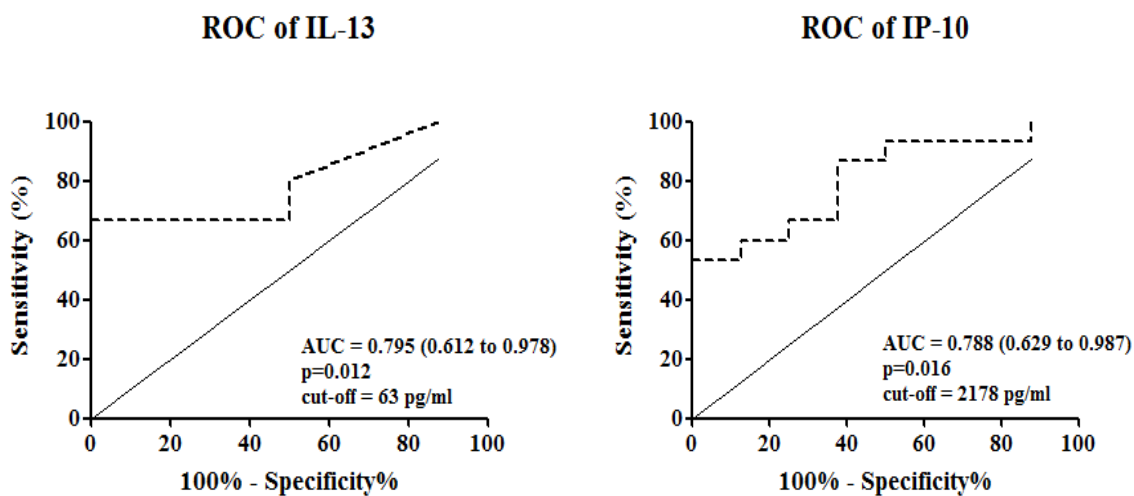 ROC of IL-13
100
80
60
40
20
0
Sensitivity (%)
AUC = 0.795 (0.612 to 0.978)
p=0.012
cut-off = 63 pg/ml
0 20 40 60 80 100
100% - Specificity%
ROC of IP-10
100
80
60
40
20
0
Sensitivity (%)
AUC = 0.788 (0.629 to 0.987)
p=0.016
cut-off = 2178 pg/ml
0 20 40 60 80 100
100% - Specificity%